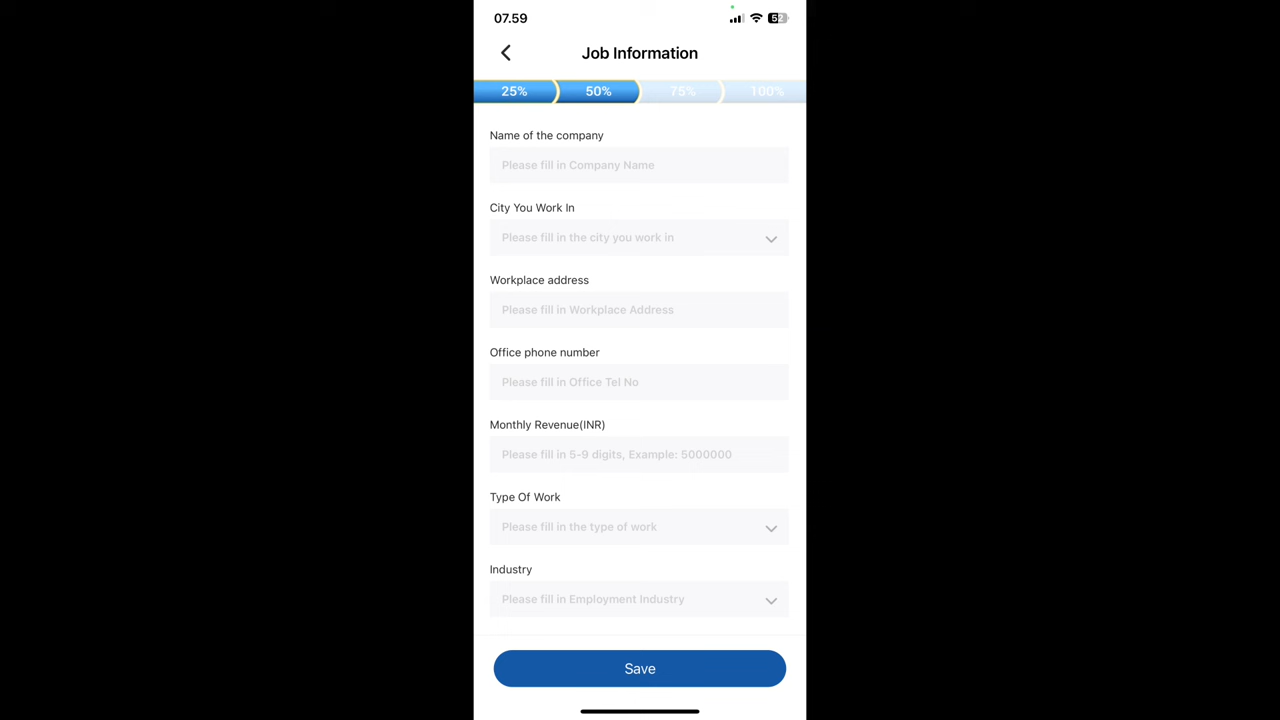 07.59
52
Job Information
25% 50% 75% 100%
Name of the company
Please fill in Company Name
City You Work In
Please fill in the city you work in
Workplace address
Please fill in Workplace Address
Office phone number
Please fill in Office Tel No
Monthly Revenue(INR)
Please fill in 5-9 digits, Example: 5000000
Type Of Work
Please fill in the type of work
Industry
Please fill in Employment Industry
Save